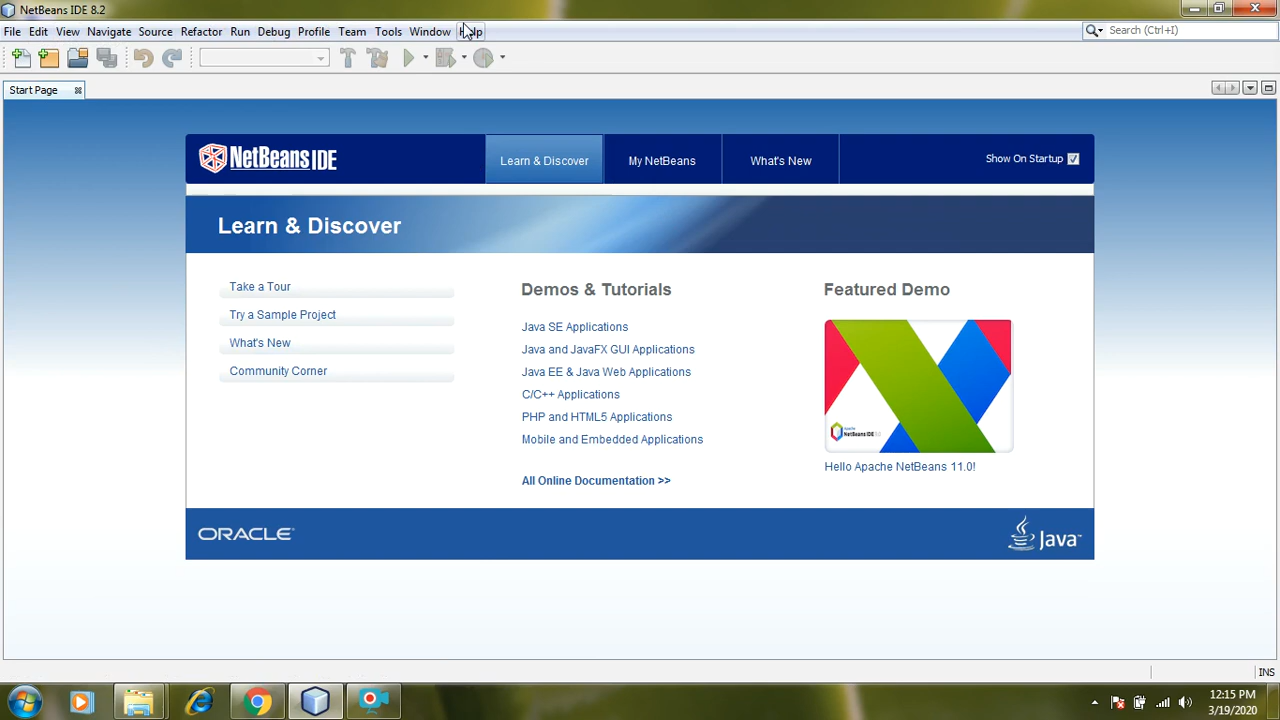 NetBeans IDE 8.2
File Edit View Navigate Source Refactor Run Debug Profile Team Tools Window Help
Search (Ctrl+I)
Start Page
NetBeans IDE
Learn & Discover My NetBeans What's New Show On Startup
Learn & Discover
Take a Tour
Try a Sample Project
What's New
Community Corner
Demos & Tutorials
Java SE Applications
Java and JavaFX GUI Applications
Java EE & Java Web Applications
C/C++ Applications
PHP and HTML5 Applications
Mobile and Embedded Applications
All Online Documentation >>
Featured Demo
Hello Apache NetBeans 11.0!
ORACLE
Java
INS
12:15 PM
3/19/2020